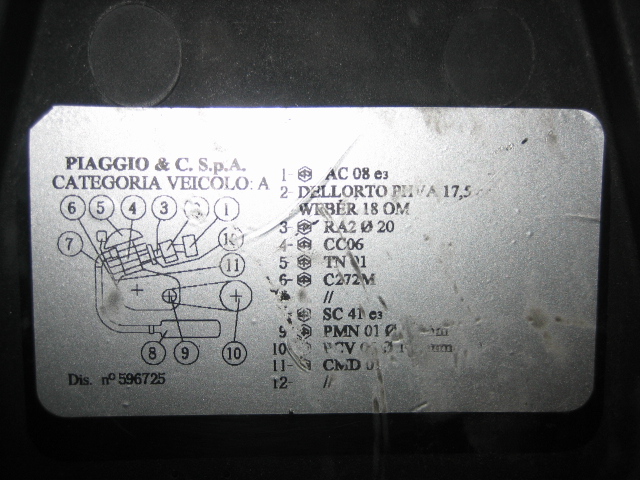 PIAGGIO & C. S.p.A.
CATEGORIA VEICOLO: A
6 5 4 3 1
7
11
8 9 10
Dis. nº 596725
1- AC 08 e3
2- DELLORTO 17,5
WEBER 18 OM
3- RA2 Ø 20
4- CC06
5- TN 01
6- C272M
//
SC 41 e3
9- PMN 01 Ø
10-
11- CMD
12- //